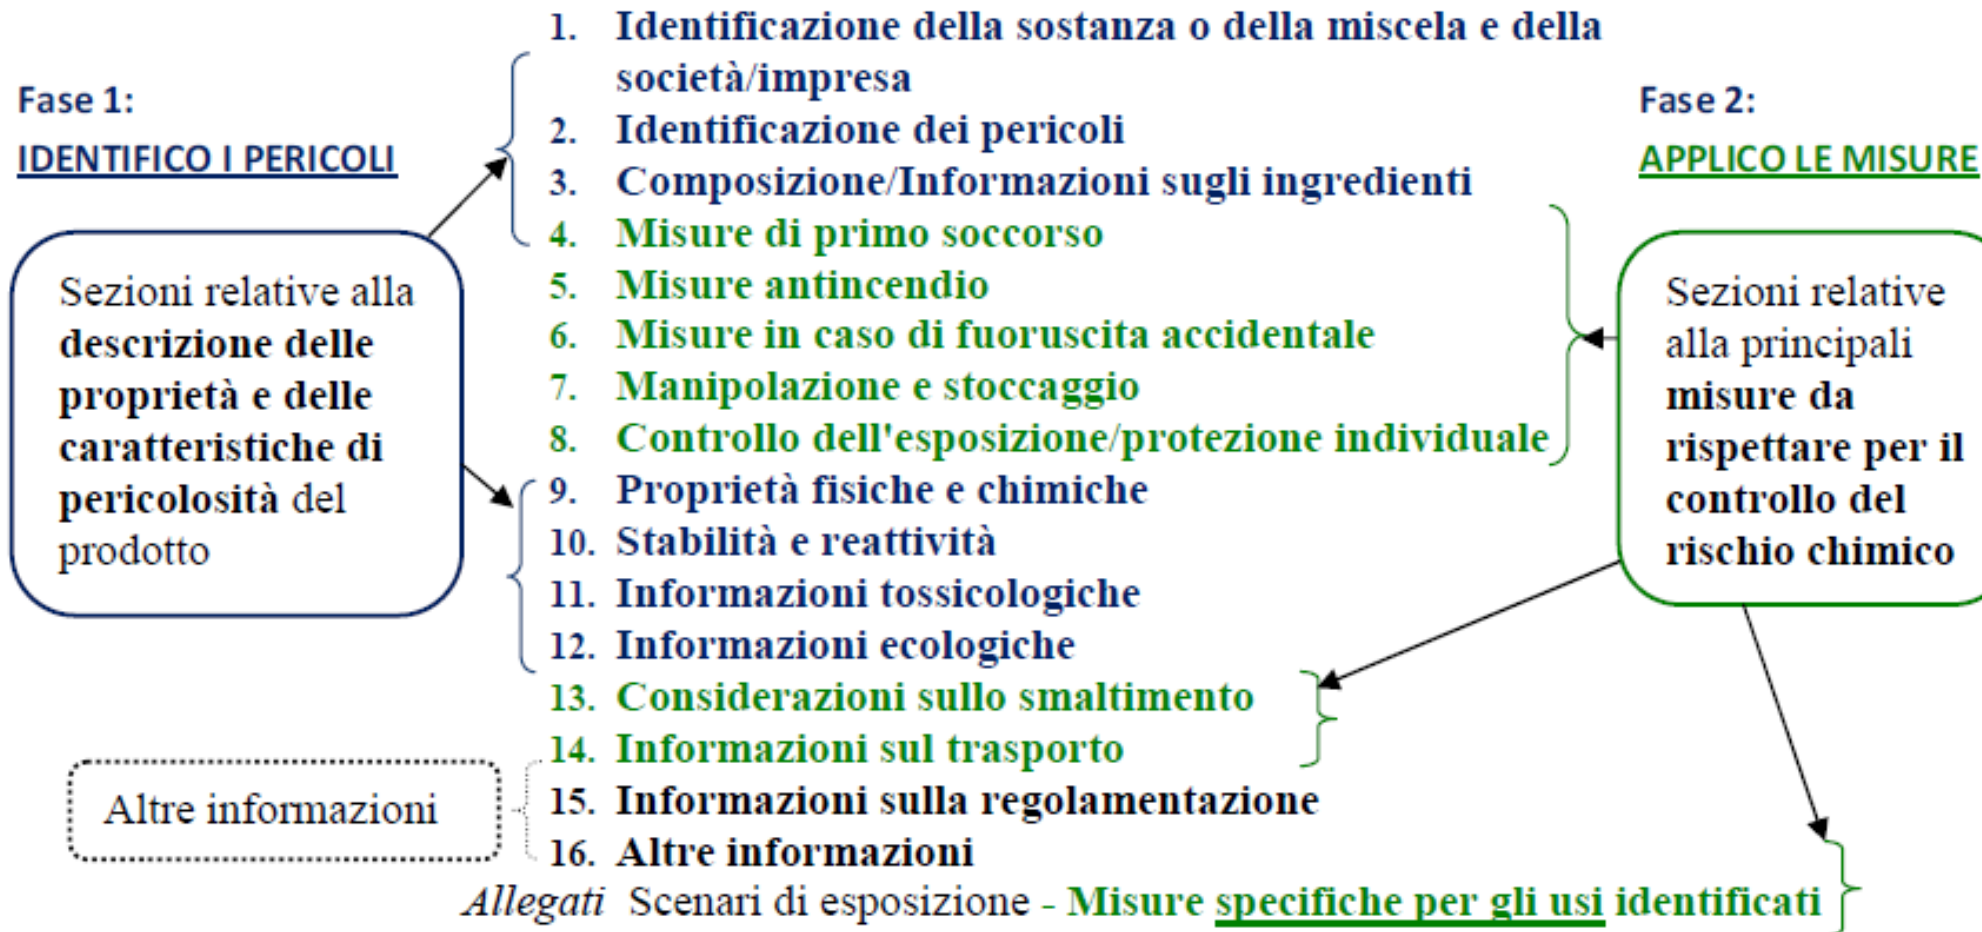 Fase 1:
IDENTIFICO I PERICOLI
Sezioni relative alla
descrizione delle
proprietà e delle
caratteristiche di
pericolosità del
prodotto
Altre informazioni
1. Identificazione della sostanza o della miscela e della
società/impresa
2. Identificazione dei pericoli
3. Composizione/Informazioni sugli ingredienti
4. Misure di primo soccorso
5. Misure antincendio
6. Misure in caso di fuoruscita accidentale
7. Manipolazione e stoccaggio
8. Controllo dell'esposizione/protezione individuale
9. Proprietà fisiche e chimiche
10. Stabilità e reattività
11. Informazioni tossicologiche
12. Informazioni ecologiche
13. Considerazioni sullo smaltimento
14. Informazioni sul trasporto
15. Informazioni sulla regolamentazione
16. Altre informazioni
Allegati Scenari di esposizione - Misure specifiche per gli usi identificati
Fase 2:
APPLICO LE MISURE
Sezioni relative
alla principali
misure da
rispettare per il
controllo del
rischio chimico